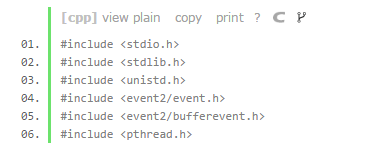 [cpp] view plain copy print ?
01. #include <stdio.h>
02. #include <stdlib.h>
03. #include <unistd.h>
04. #include <event2/event.h>
05. #include <event2/bufferevent.h>
06. #include <pthread.h>